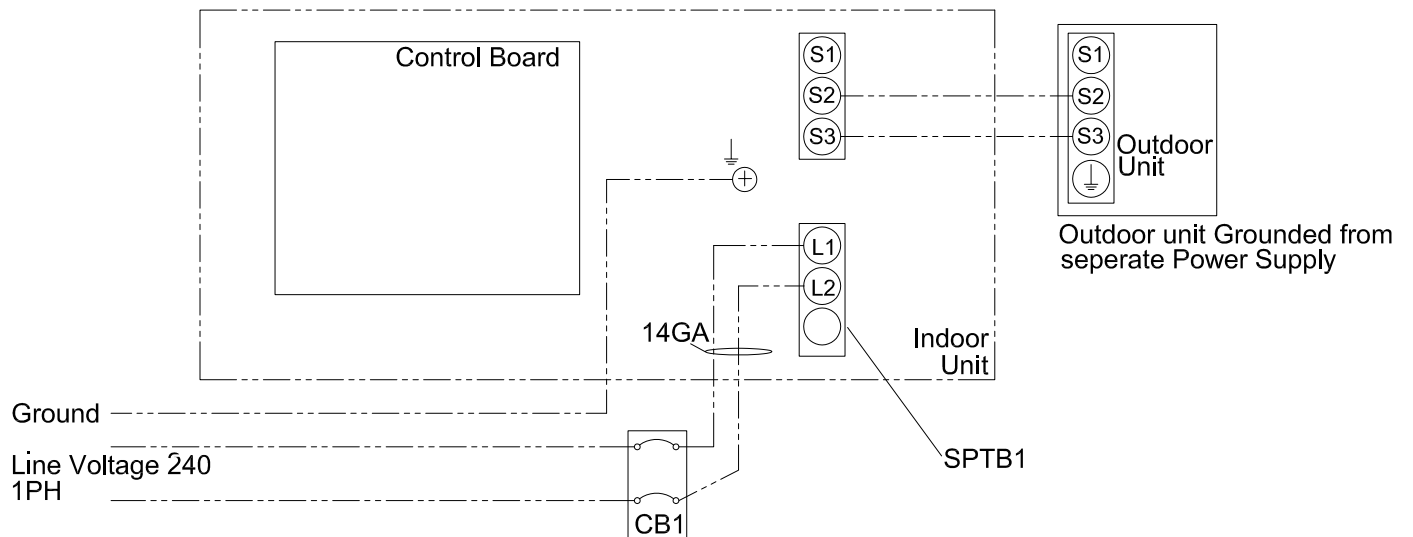 Control Board
S1
S2
S3
S1
S2
S3
Outdoor
Unit
Outdoor unit Grounded from
seperate Power Supply
L1
L2
14GA
Indoor
Unit
Ground
Line Voltage 240
1PH
SPTB1
CB1